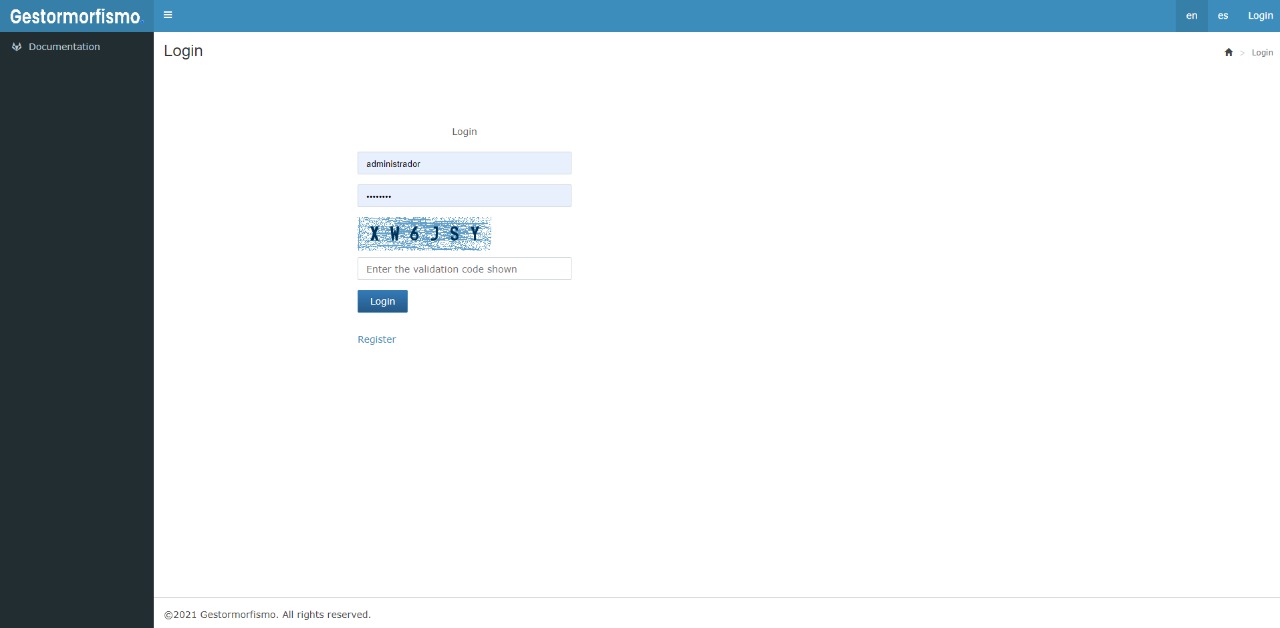 Gestormorfismo
en es Login
Documentation
Login
> Login
Login
administrador
••••••••
X W 6 J S Y
Enter the validation code shown
Login
Register
©2021 Gestormorfismo. All rights reserved.